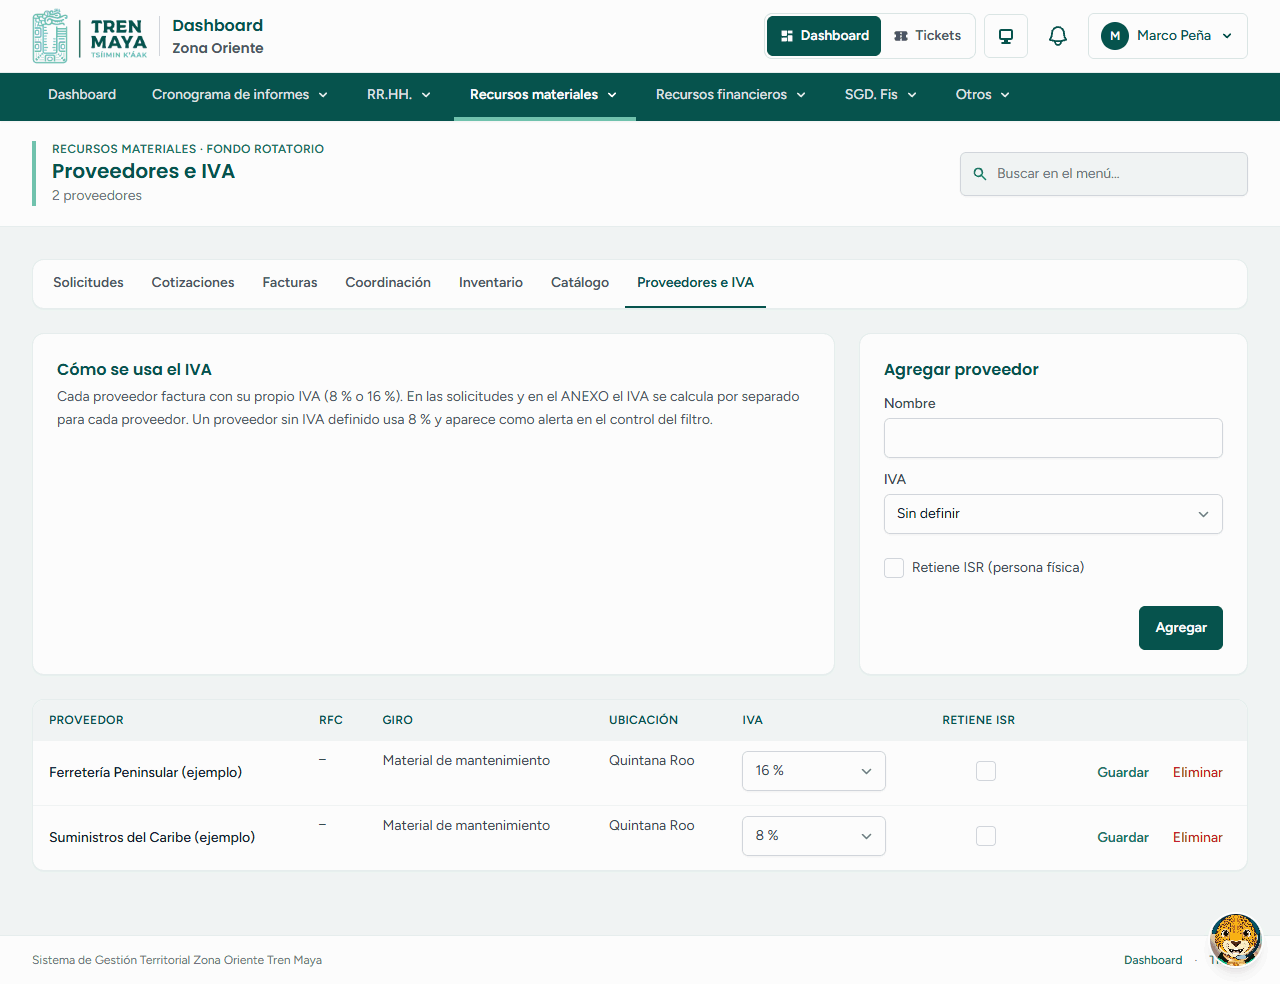 TREN
MAYA
TSÍIMIN K'ÁAK
Dashboard
Zona Oriente
Dashboard
Tickets
M
Marco Peña
Dashboard
Cronograma de informes
RR.HH.
Recursos materiales
Recursos financieros
SGD. Fis
Otros
RECURSOS MATERIALES · FONDO ROTATORIO
Proveedores e IVA
2 proveedores
Buscar en el menú...
Solicitudes
Cotizaciones
Facturas
Coordinación
Inventario
Catálogo
Proveedores e IVA
Cómo se usa el IVA
Cada proveedor factura con su propio IVA (8 % o 16 %). En las solicitudes y en el ANEXO el IVA se calcula por separado
para cada proveedor. Un proveedor sin IVA definido usa 8 % y aparece como alerta en el control del filtro.
Agregar proveedor
Nombre
IVA
Sin definir
Retiene ISR (persona física)
Agregar
PROVEEDOR RFC GIRO UBICACIÓN IVA RETIENE ISR
Ferretería Peninsular (ejemplo) – Material de mantenimiento Quintana Roo 16 % Guardar Eliminar
Suministros del Caribe (ejemplo) – Material de mantenimiento Quintana Roo 8 % Guardar Eliminar
Sistema de Gestión Territorial Zona Oriente Tren Maya
Dashboard ·